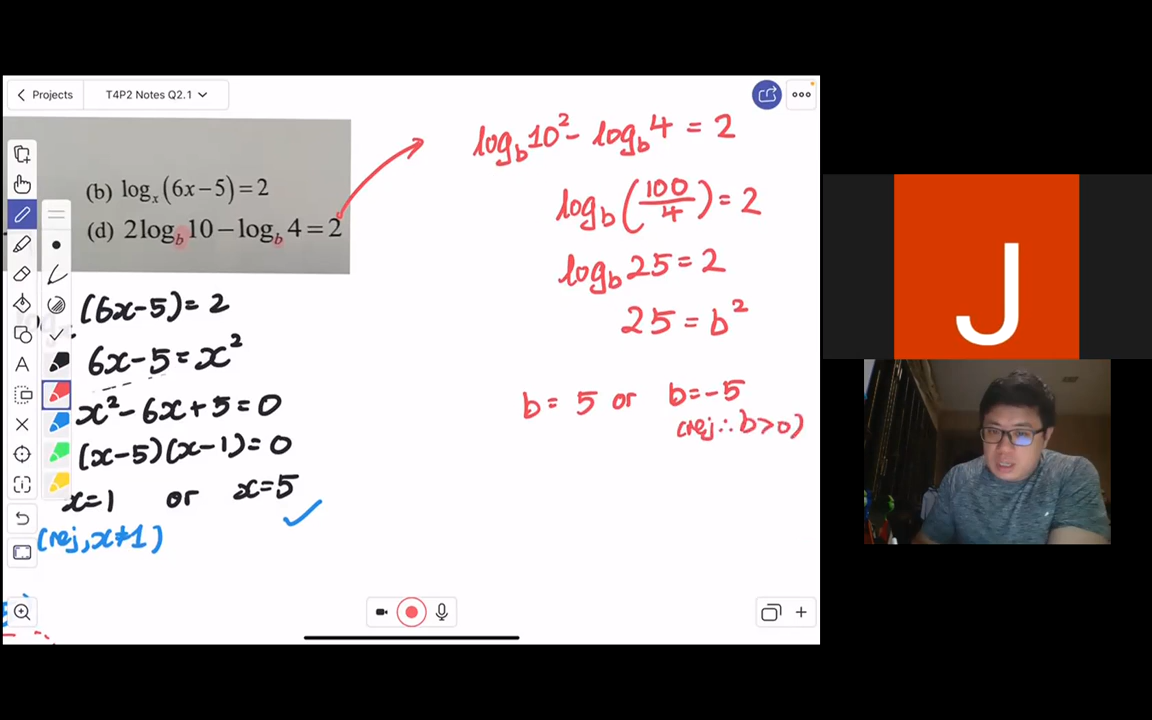 Projects
T4P2 Notes Q2.1
(b) logₓ(6x−5)=2
(d) 2log_b 10−log_b 4=2
(6x-5)=2
6x-5=x²
x²-6x+5=0
(x-5)(x-1)=0
x=1 or x=5
(rej, x≠1)
log_b 10² - log_b 4 = 2
log_b (100/4) = 2
log_b 25 = 2
25 = b²
b = 5 or b=-5
(rej ∵ b>0)
A
J